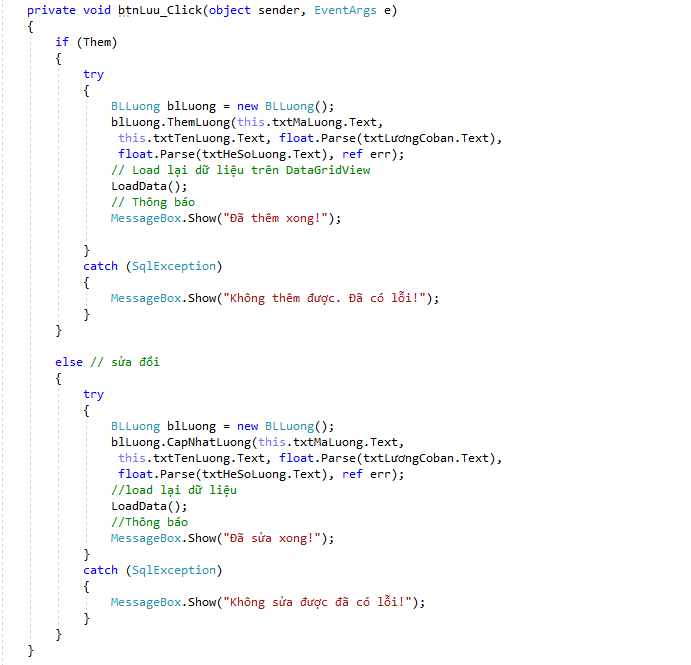 private void btnLuu_Click(object sender, EventArgs e)
{
if (Them)
{
try
{
BLLuong blLuong = new BLLuong();
blLuong.ThemLuong(this.txtMaLuong.Text,
this.txtTenLuong.Text, float.Parse(txtLươngCoban.Text),
float.Parse(txtHeSoLuong.Text), ref err);
// Load lại dữ liệu trên DataGridView
LoadData();
// Thông báo
MessageBox.Show("Đã thêm xong!");
}
catch (SqlException)
{
MessageBox.Show("Không thêm được. Đã có lỗi!");
}
}
else // sửa đổi
{
try
{
BLLuong blLuong = new BLLuong();
blLuong.CapNhatLuong(this.txtMaLuong.Text,
this.txtTenLuong.Text, float.Parse(txtLươngCoban.Text),
float.Parse(txtHeSoLuong.Text), ref err);
//load lại dữ liệu
LoadData();
//Thông báo
MessageBox.Show("Đã sửa xong!");
}
catch (SqlException)
{
MessageBox.Show("Không sửa được đã có lỗi!");
}
}
}